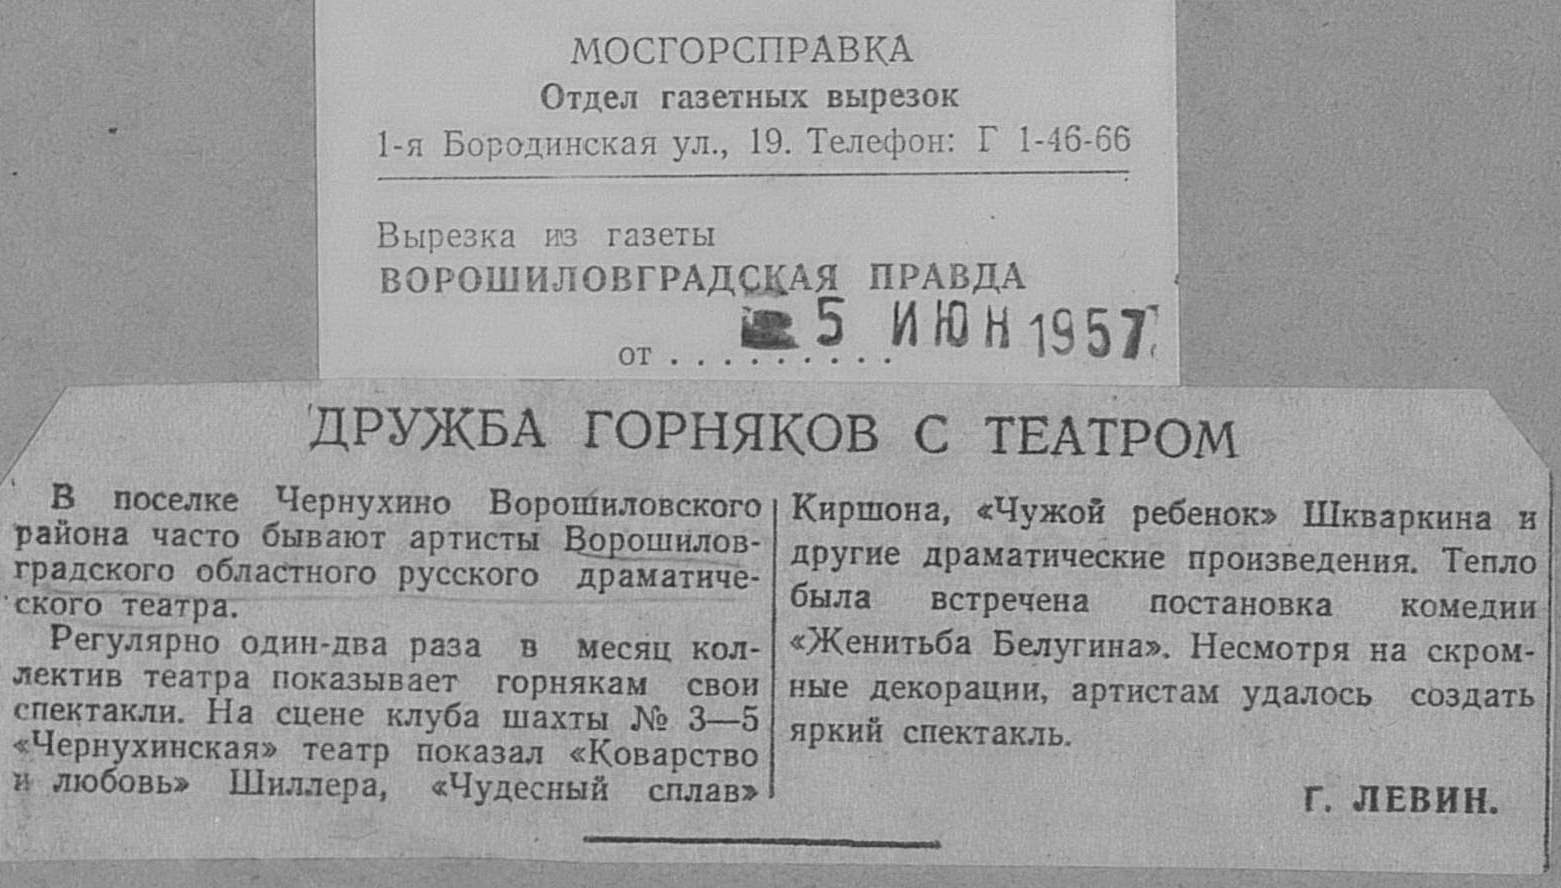 МОСГОРСПРАВКА
Отдел газетных вырезок
1-я Бородинская ул., 19. Телефон: Г 1-46-66
Вырезка из газеты
ВОРОШИЛОВГРАДСКАЯ ПРАВДА
от . . . . . . . . . 5 ИЮН 1957
ДРУЖБА ГОРНЯКОВ С ТЕАТРОМ
В поселке Чернухино Ворошиловского
района часто бывают артисты Ворошилов-
градского областного русского драматиче-
ского театра.
Регулярно один-два раза в месяц кол-
лектив театра показывает горнякам свои
спектакли. На сцене клуба шахты № 3—5
«Чернухинская» театр показал «Коварство
и любовь» Шиллера, «Чудесный сплав»
Киршона, «Чужой ребенок» Шкваркина и
другие драматические произведения. Тепло
была встречена постановка комедии
«Женитьба Белугина». Несмотря на скром-
ные декорации, артистам удалось создать
яркий спектакль.
Г. ЛЕВИН.